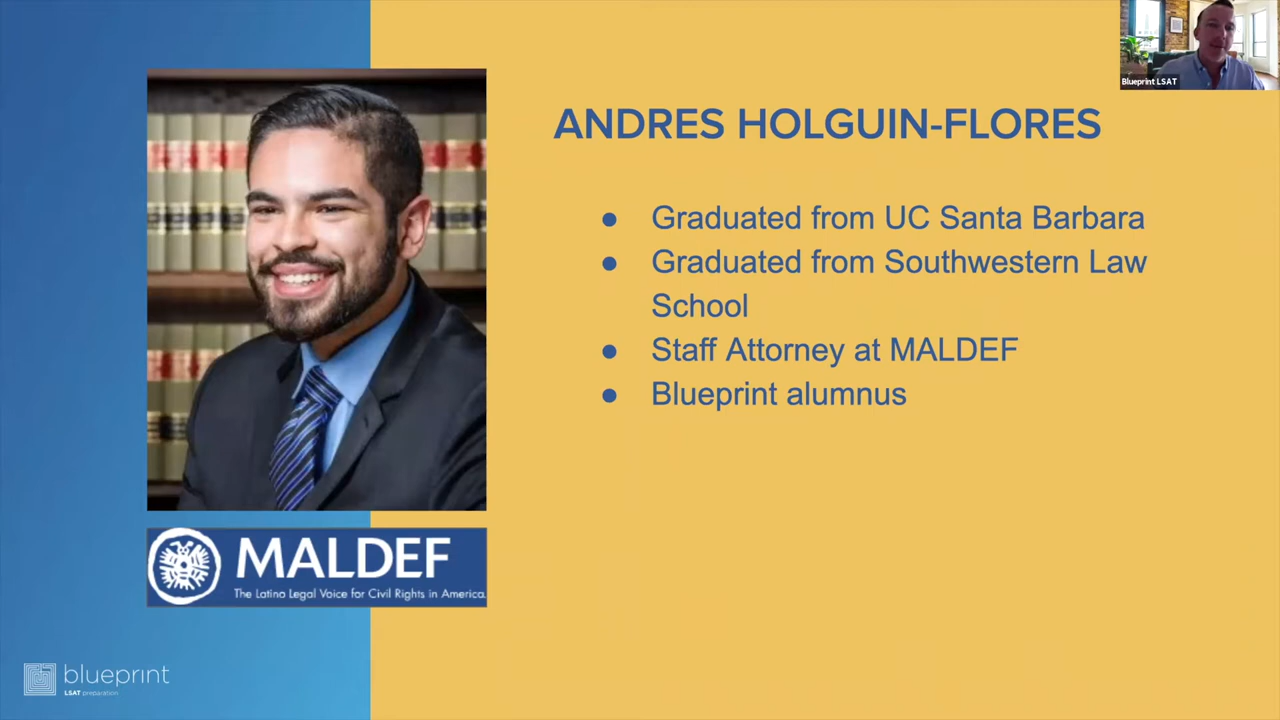 Blueprint LSAT
ANDRES HOLGUIN-FLORES
● Graduated from UC Santa Barbara
● Graduated from Southwestern Law
School
● Staff Attorney at MALDEF
● Blueprint alumnus
MALDEF
The Latino Legal Voice for Civil Rights in America.
blueprint
LSAT preparation